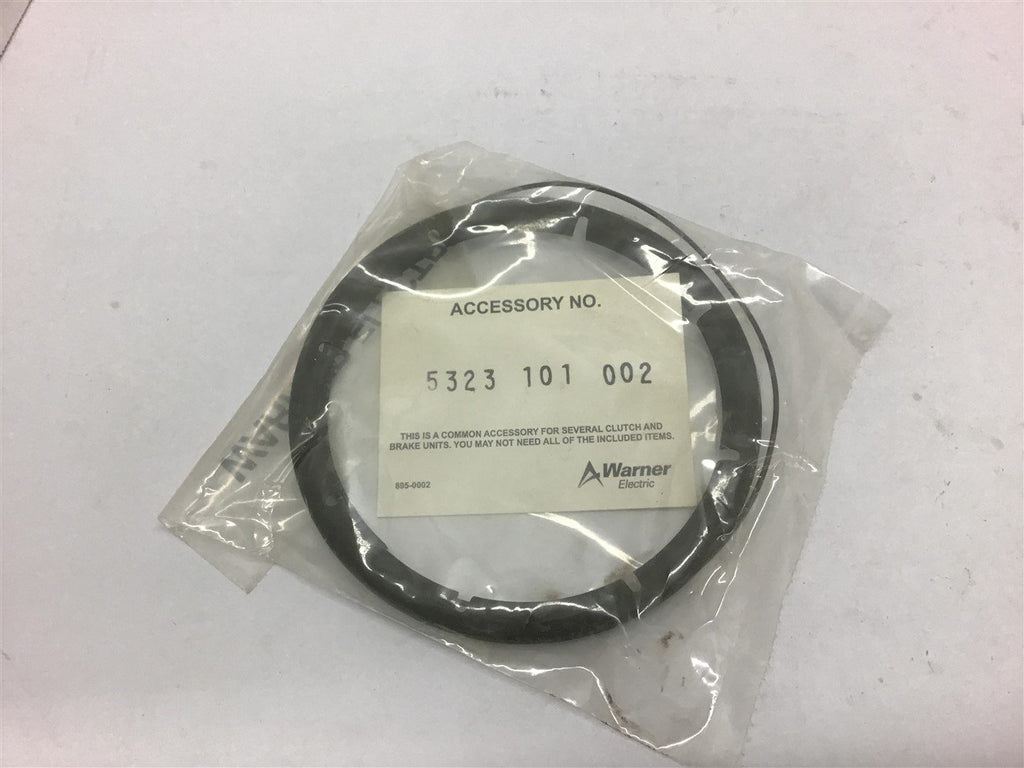 ACCESSORY NO.
5323 101 002
THIS IS A COMMON ACCESSORY FOR SEVERAL CLUTCH AND
BRAKE UNITS. YOU MAY NOT NEED ALL OF THE INCLUDED ITEMS.
895-0002
Warner
Electric